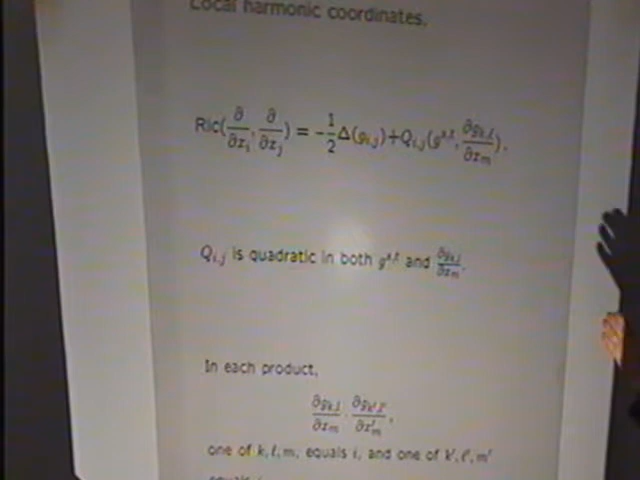 Local harmonic coordinates.
Ric(∂/∂x_i, ∂/∂x_j) = -1/2 Δ(g_{i,j})+Q_{i,j}(g^{s,t}, ∂g_{k,ℓ}/∂x_m).
Q_{i,j} is quadratic in both g^{s,t} and ∂g_{k,l}/∂x_m.
In each product,
∂g_{k,l}/∂x_m · ∂g_{k',l'}/∂x'_m,
one of k, ℓ, m, equals i, and one of k', ℓ', m'
equals